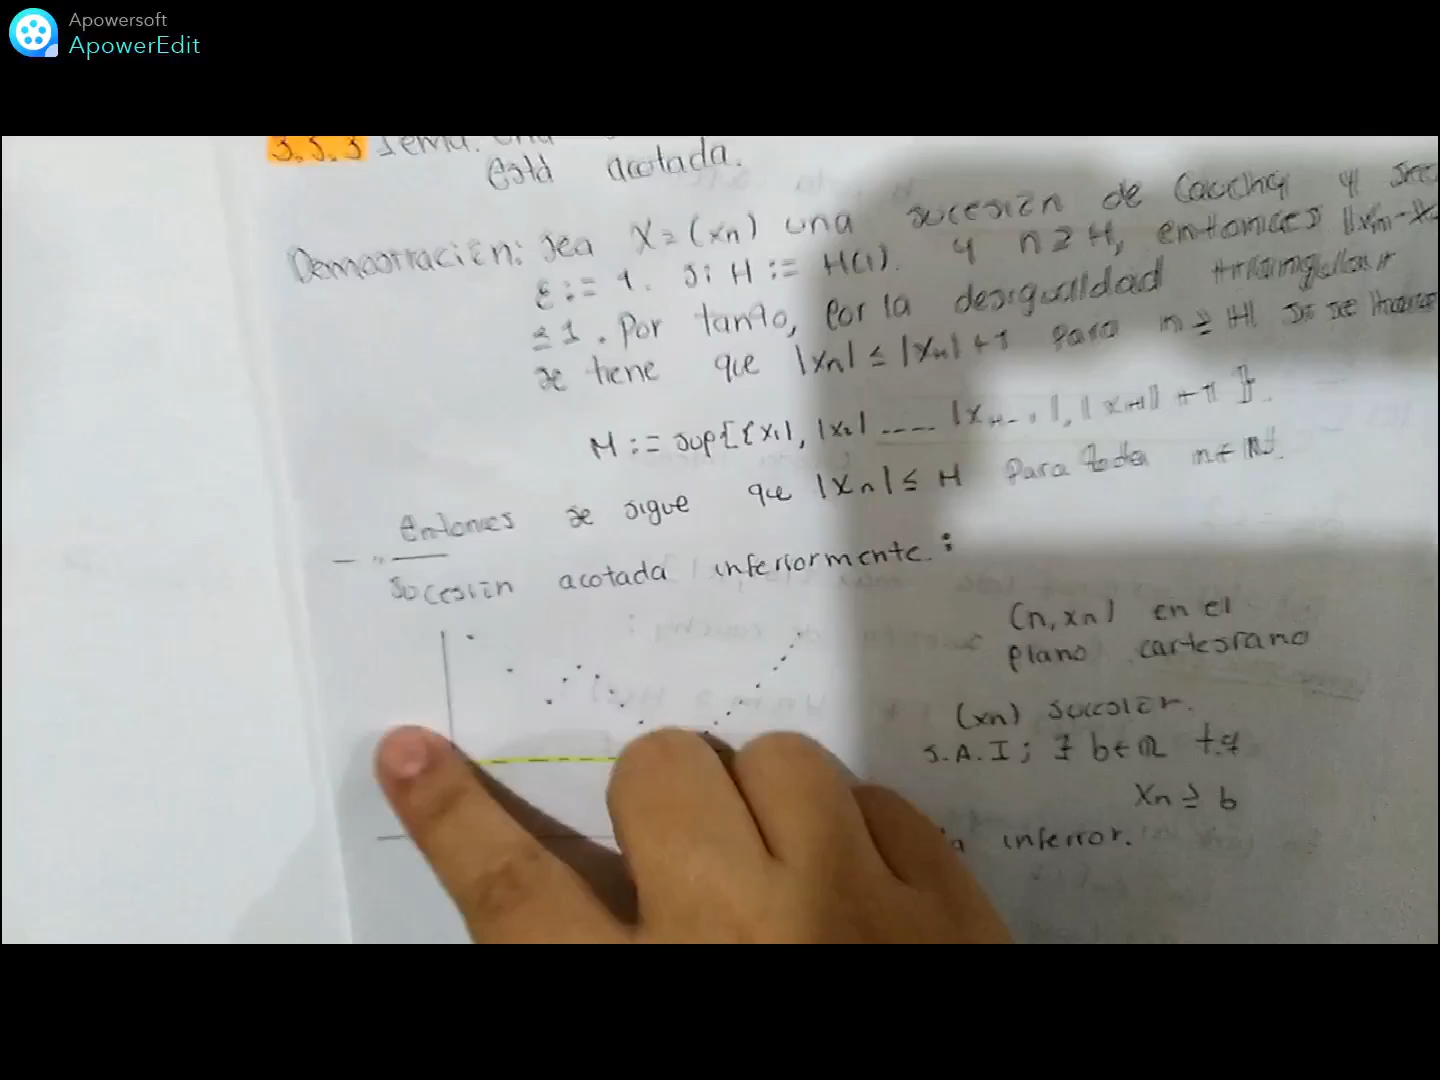 Apowersoft
ApowerEdit
3.5.3
está acotada.
Demostración: sea X = (xn) una sucesión de Cauchy y sea
ε := 1. Si H := H(1). y n ≥ H, entonces |xn - x
≤ 1. Por tanto, por la desigualdad triangular
se tiene que |xn| ≤ |xH| + 1 para n ≥ H si se
M := sup{{x1|, |x2| ---- |xH-1|, |xH| + 1 }.
entonces se sigue que |xn| ≤ M para toda n ∈ N.
sucesión acotada inferiormente:
(n, xn) en el
plano cartesiano
(xn) sucesión.
S.A.I; ∃ b ∈ R t.q
xn ≥ b
inferior.